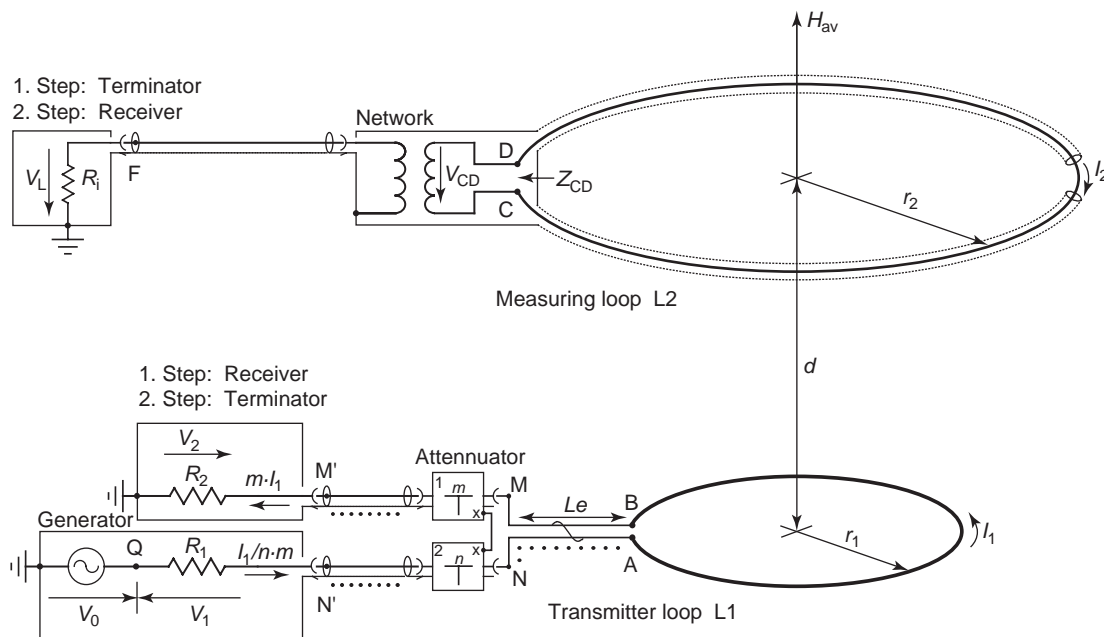 H_av
1. Step: Terminator
2. Step: Receiver
Network
D
F
V_L
R_i
V_CD
Z_CD
I_2
C
r_2
Measuring loop L2
d
1. Step: Receiver
2. Step: Terminator
V_2
R_2
m·I_1
M'
Attennuator
1
m
x
M
Le
B
Generator
Q
R_1
I_1/n·m
2
x
n
N
A
N'
r_1
I_1
V_0
V_1
Transmitter loop L1